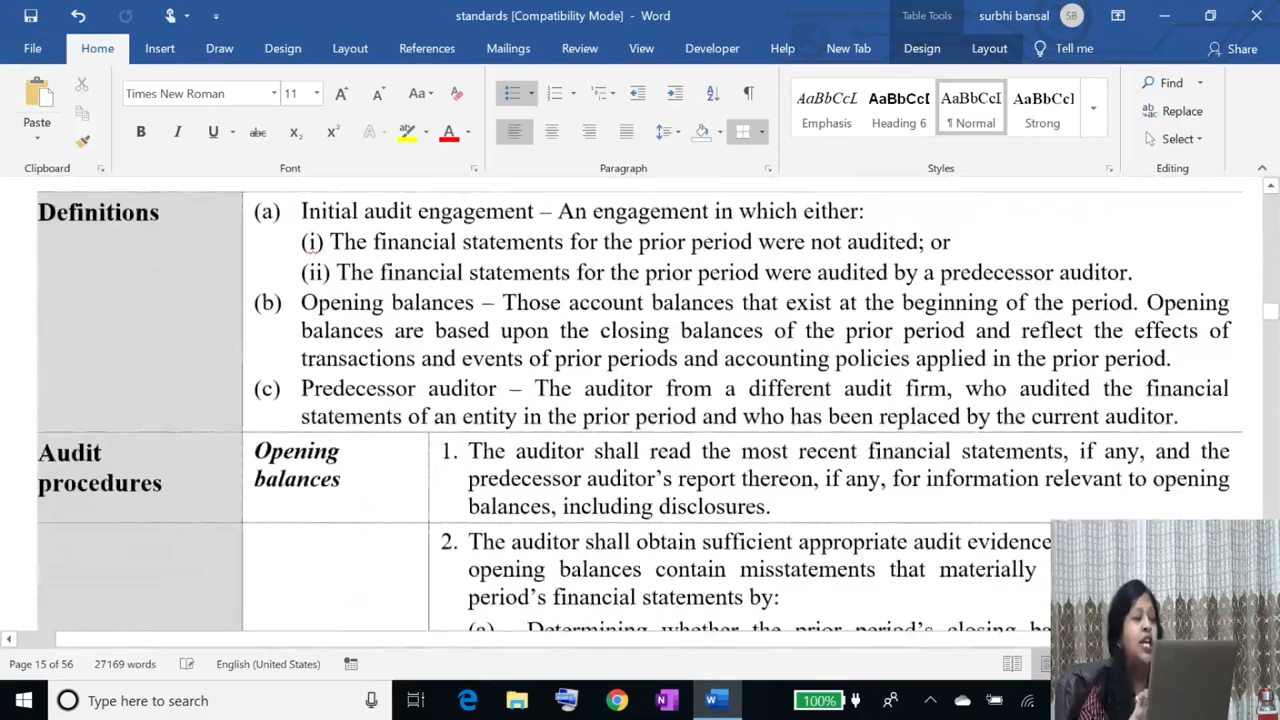 standards [Compatibility Mode] - Word
Table Tools
surbhi bansal
SB
File
Home
Insert
Draw
Design
Layout
References
Mailings
Review
View
Developer
Help
New Tab
Design
Layout
Tell me
Share
Paste
Clipboard
Times New Roman
11
Font
Paragraph
AaBbCcL
Emphasis
AaBbCcD
Heading 6
AaBbCcI
¶ Normal
AaBbCc]
Strong
Styles
Find
Replace
Select
Editing
Definitions
(a) Initial audit engagement – An engagement in which either:
(i) The financial statements for the prior period were not audited; or
(ii) The financial statements for the prior period were audited by a predecessor auditor.
(b) Opening balances – Those account balances that exist at the beginning of the period. Opening
balances are based upon the closing balances of the prior period and reflect the effects of
transactions and events of prior periods and accounting policies applied in the prior period.
(c) Predecessor auditor – The auditor from a different audit firm, who audited the financial
statements of an entity in the prior period and who has been replaced by the current auditor.
Audit
procedures
Opening
balances
1. The auditor shall read the most recent financial statements, if any, and the
predecessor auditor's report thereon, if any, for information relevant to opening
balances, including disclosures.
2. The auditor shall obtain sufficient appropriate audit evidence
opening balances contain misstatements that materially
period's financial statements by:
(a) Determining whether the prior period's closing
Page 15 of 56
27169 words
English (United States)
Type here to search
100%